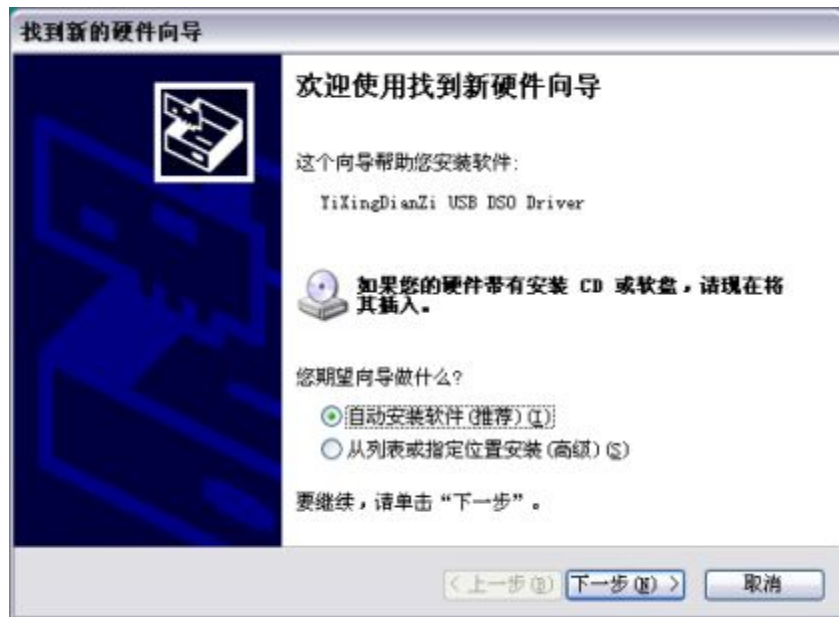 找到新的硬件向导
欢迎使用找到新硬件向导
这个向导帮助您安装软件:
YiXingDianZi USB DSO Driver
如果您的硬件带有安装 CD 或软盘，请现在将
其插入。
您期望向导做什么?
自动安装软件(推荐)(I)
从列表或指定位置安装(高级)(S)
要继续，请单击“下一步”。
< 上一步(B) 下一步(N) > 取消